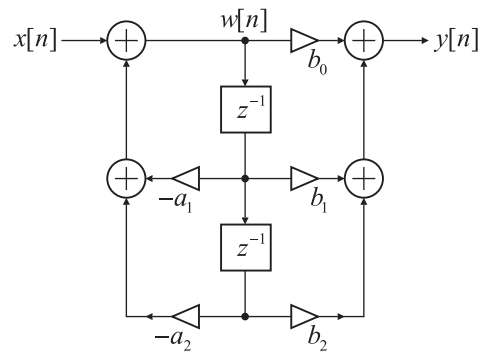 w[n]
x[n] y[n]
b₀
z⁻¹
-a₁ b₁
z⁻¹
-a₂ b₂